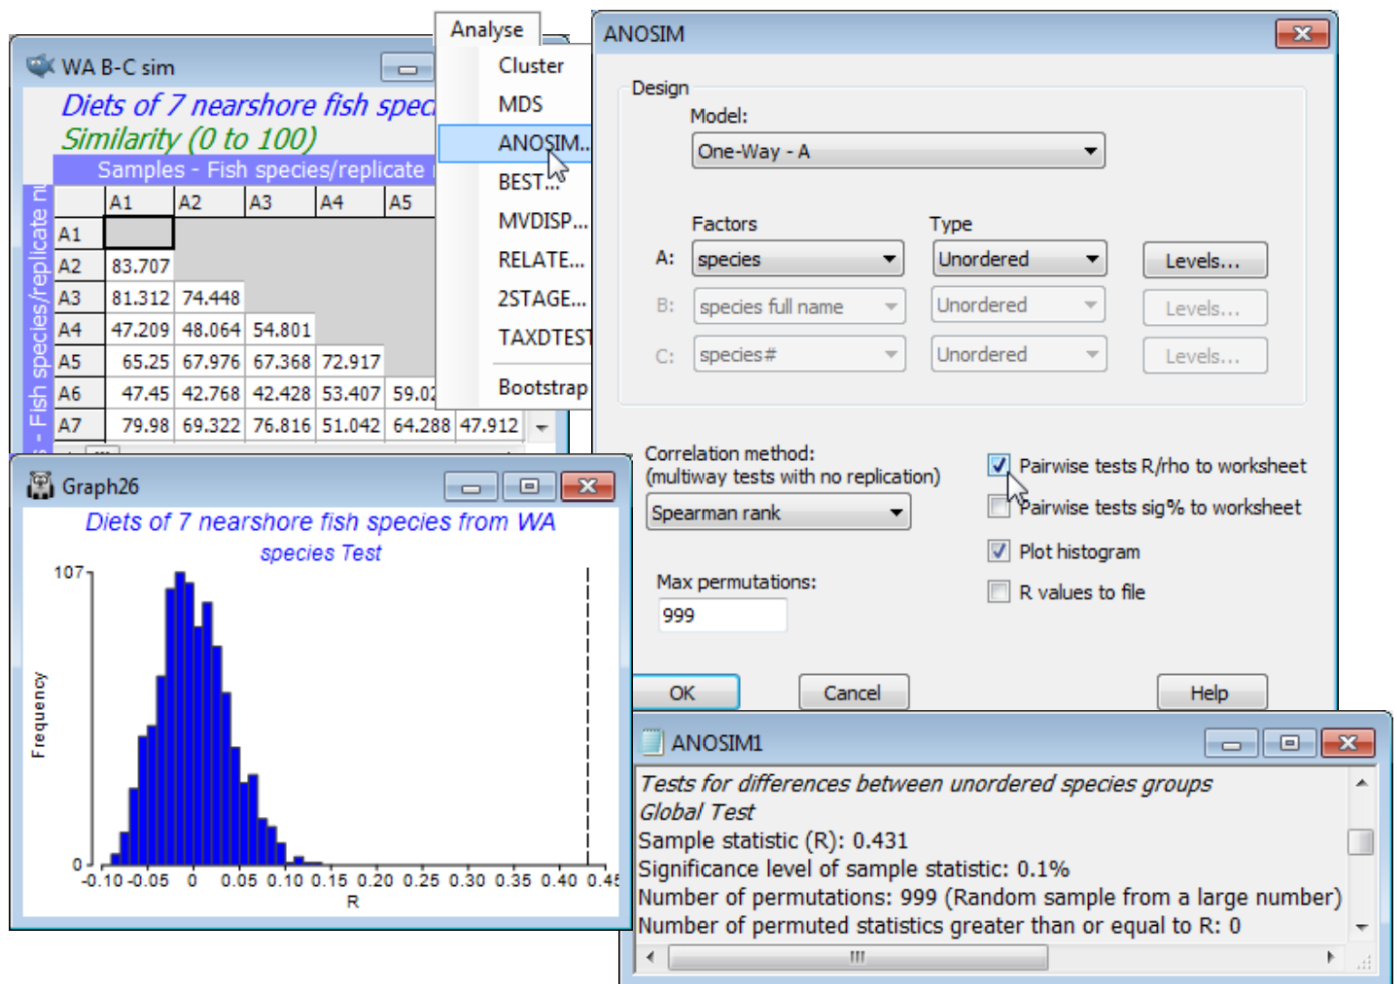 WA B-C sim
Diets of 7 nearshore fish spec
Similarity (0 to 100)
Samples - Fish species/replicate
- Fish species/replicate nu
A1 A2 A3 A4 A5
A1
A2 83.707
A3 81.312 74.448
A4 47.209 48.064 54.801
A5 65.25 67.976 67.368 72.917
A6 47.45 42.768 42.428 53.407 59.02
A7 79.98 69.322 76.816 51.042 64.288 47.912
Analyse
Cluster
MDS
ANOSIM..
BEST...
MVDISP...
RELATE...
2STAGE...
TAXDTEST
Bootstrap
ANOSIM
Design
Model:
One-Way - A
Factors Type
A: species Unordered Levels...
B: species full name Unordered Levels...
C: species# Unordered Levels...
Correlation method:
(multiway tests with no replication)
Spearman rank
Max permutations:
999
Pairwise tests R/rho to worksheet
Pairwise tests sig% to worksheet
Plot histogram
R values to file
OK Cancel Help
Graph26
Diets of 7 nearshore fish species from WA
species Test
107
0
Frequency
-0.10 -0.05 0 0.05 0.10 0.15 0.20 0.25 0.30 0.35 0.40 0.45
R
ANOSIM1
Tests for differences between unordered species groups
Global Test
Sample statistic (R): 0.431
Significance level of sample statistic: 0.1%
Number of permutations: 999 (Random sample from a large number)
Number of permuted statistics greater than or equal to R: 0